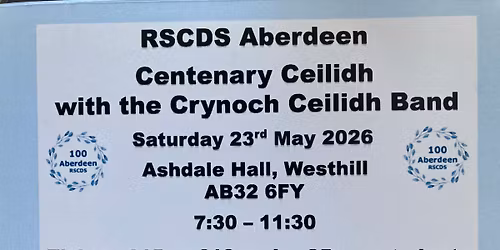 RSCDS Aberdeen
Centenary Ceilidh
with the Crynoch Ceilidh Band
Saturday 23rd May 2026
100
Aberdeen
RSCDS
Ashdale Hall, Westhill
AB32 6FY
100
Aberdeen
RSCDS
7:30 – 11:30